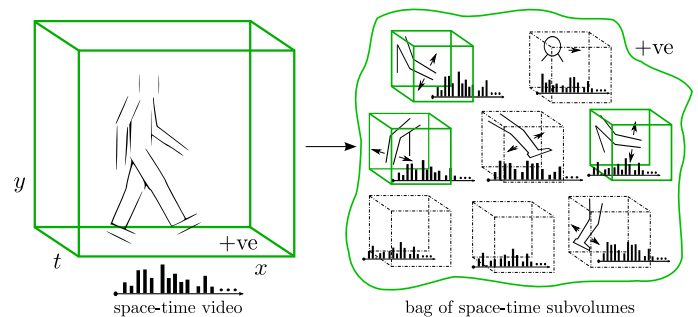 +ve
y
+ve
t
x
space-time video
bag of space-time subvolumes